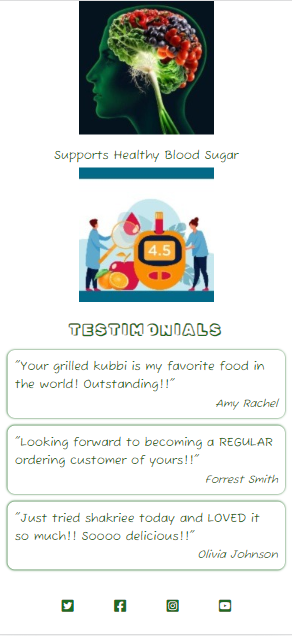 Supports Healthy Blood Sugar
4.5
TESTIMONIALS
"Your grilled kubbi is my favorite food in
the world! Outstanding!!"
Amy Rachel
"Looking forward to becoming a REGULAR
ordering customer of yours!!"
Forrest Smith
"Just tried shakriee today and LOVED it
so much!! Soooo delicious!!"
Olivia Johnson